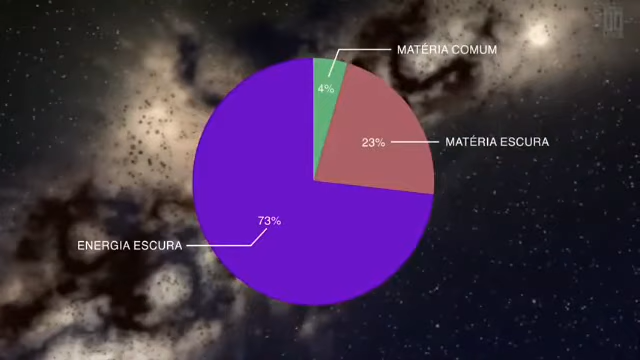 MATÉRIA COMUM
4%
23%
MATÉRIA ESCURA
73%
ENERGIA ESCURA